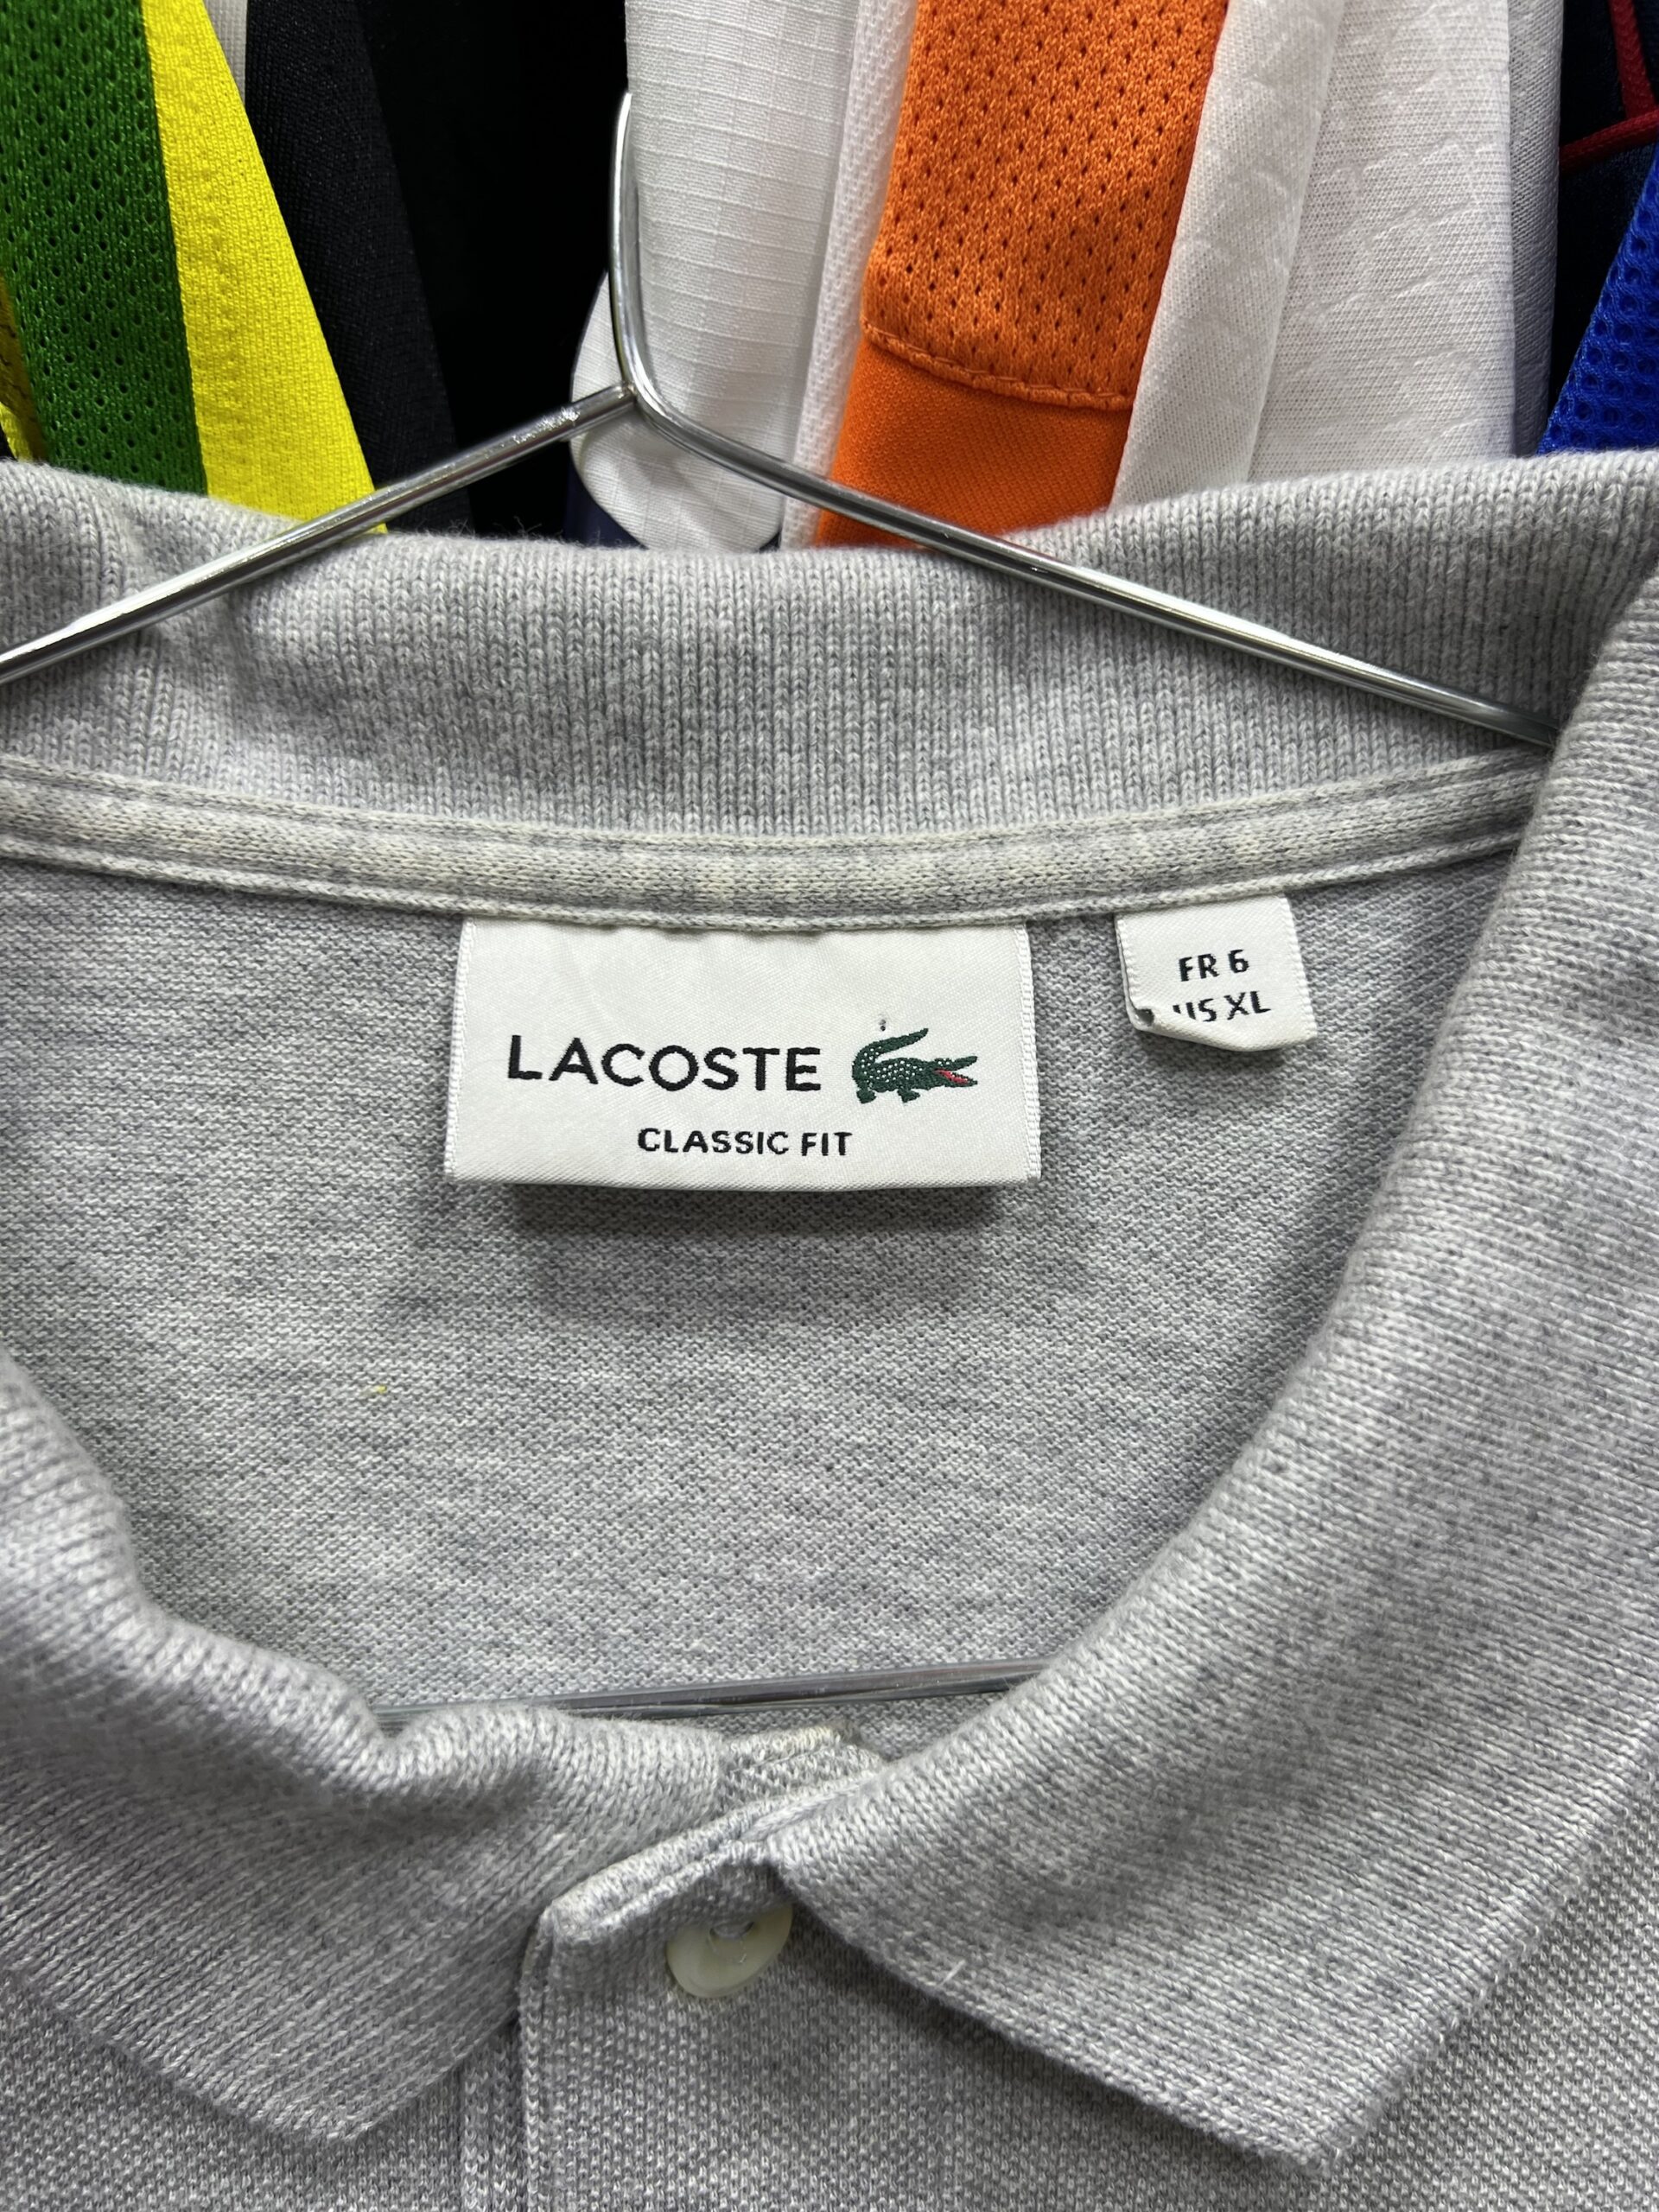 LACOSTE
CLASSIC FIT
FR 6
US XL